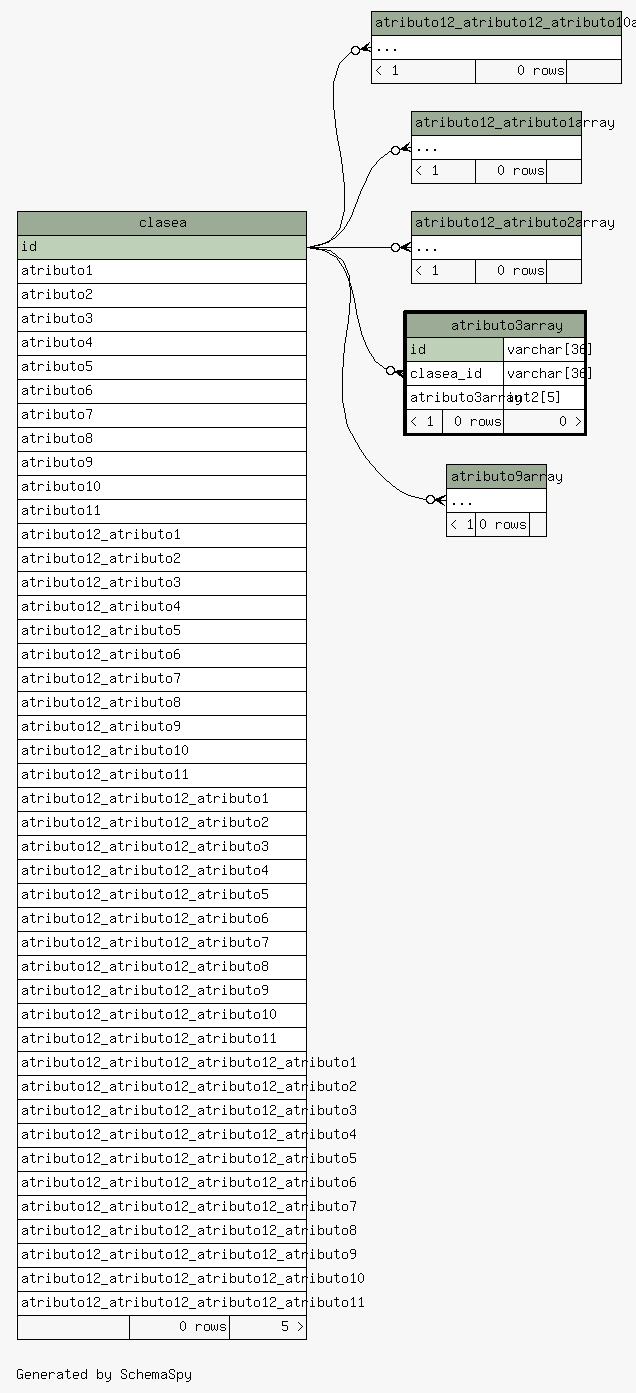 atributo12_atributo12_atributo10a
...
< 1 0 rows
atributo12_atributo1array
...
< 1 0 rows
atributo12_atributo2array
...
< 1 0 rows
atributo3array
id varchar[36]
clasea_id varchar[36]
atributo3array int2[5]
< 1 0 rows 0 >
atributo9array
...
< 1 0 rows
clasea
id
atributo1
atributo2
atributo3
atributo4
atributo5
atributo6
atributo7
atributo8
atributo9
atributo10
atributo11
atributo12_atributo1
atributo12_atributo2
atributo12_atributo3
atributo12_atributo4
atributo12_atributo5
atributo12_atributo6
atributo12_atributo7
atributo12_atributo8
atributo12_atributo9
atributo12_atributo10
atributo12_atributo11
atributo12_atributo12_atributo1
atributo12_atributo12_atributo2
atributo12_atributo12_atributo3
atributo12_atributo12_atributo4
atributo12_atributo12_atributo5
atributo12_atributo12_atributo6
atributo12_atributo12_atributo7
atributo12_atributo12_atributo8
atributo12_atributo12_atributo9
atributo12_atributo12_atributo10
atributo12_atributo12_atributo11
atributo12_atributo12_atributo12_atributo1
atributo12_atributo12_atributo12_atributo2
atributo12_atributo12_atributo12_atributo3
atributo12_atributo12_atributo12_atributo4
atributo12_atributo12_atributo12_atributo5
atributo12_atributo12_atributo12_atributo6
atributo12_atributo12_atributo12_atributo7
atributo12_atributo12_atributo12_atributo8
atributo12_atributo12_atributo12_atributo9
atributo12_atributo12_atributo12_atributo10
atributo12_atributo12_atributo12_atributo11
0 rows 5 >
Generated by SchemaSpy